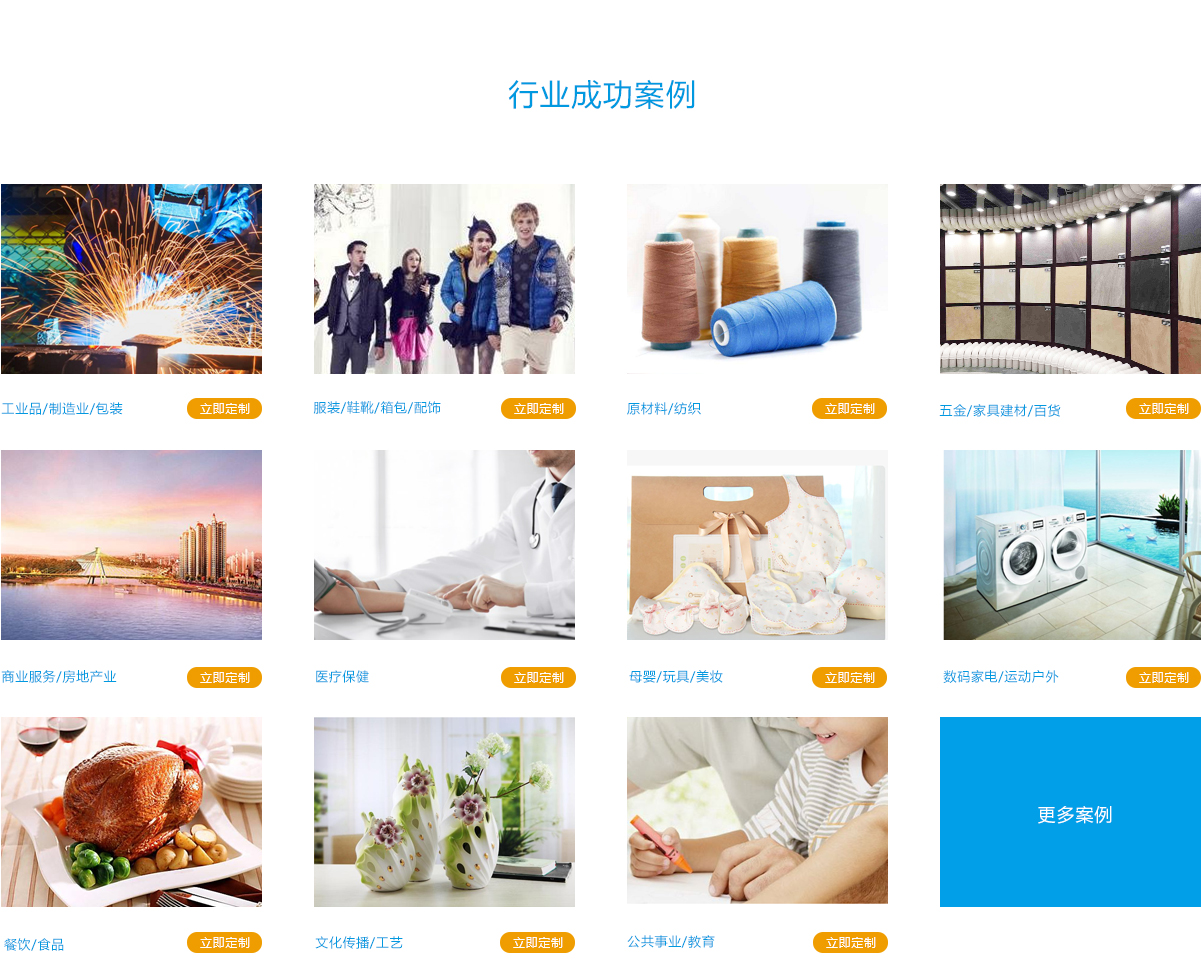 行业成功案例
工业品/制造业/包装
立即定制
服装/鞋靴/箱包/配饰
立即定制
原材料/纺织
立即定制
五金/家具建材/百货
立即定制
商业服务/房地产业
立即定制
医疗保健
立即定制
母婴/玩具/美妆
立即定制
数码家电/运动户外
立即定制
更多案例
餐饮/食品
立即定制
文化传播/工艺
立即定制
公共事业/教育
立即定制